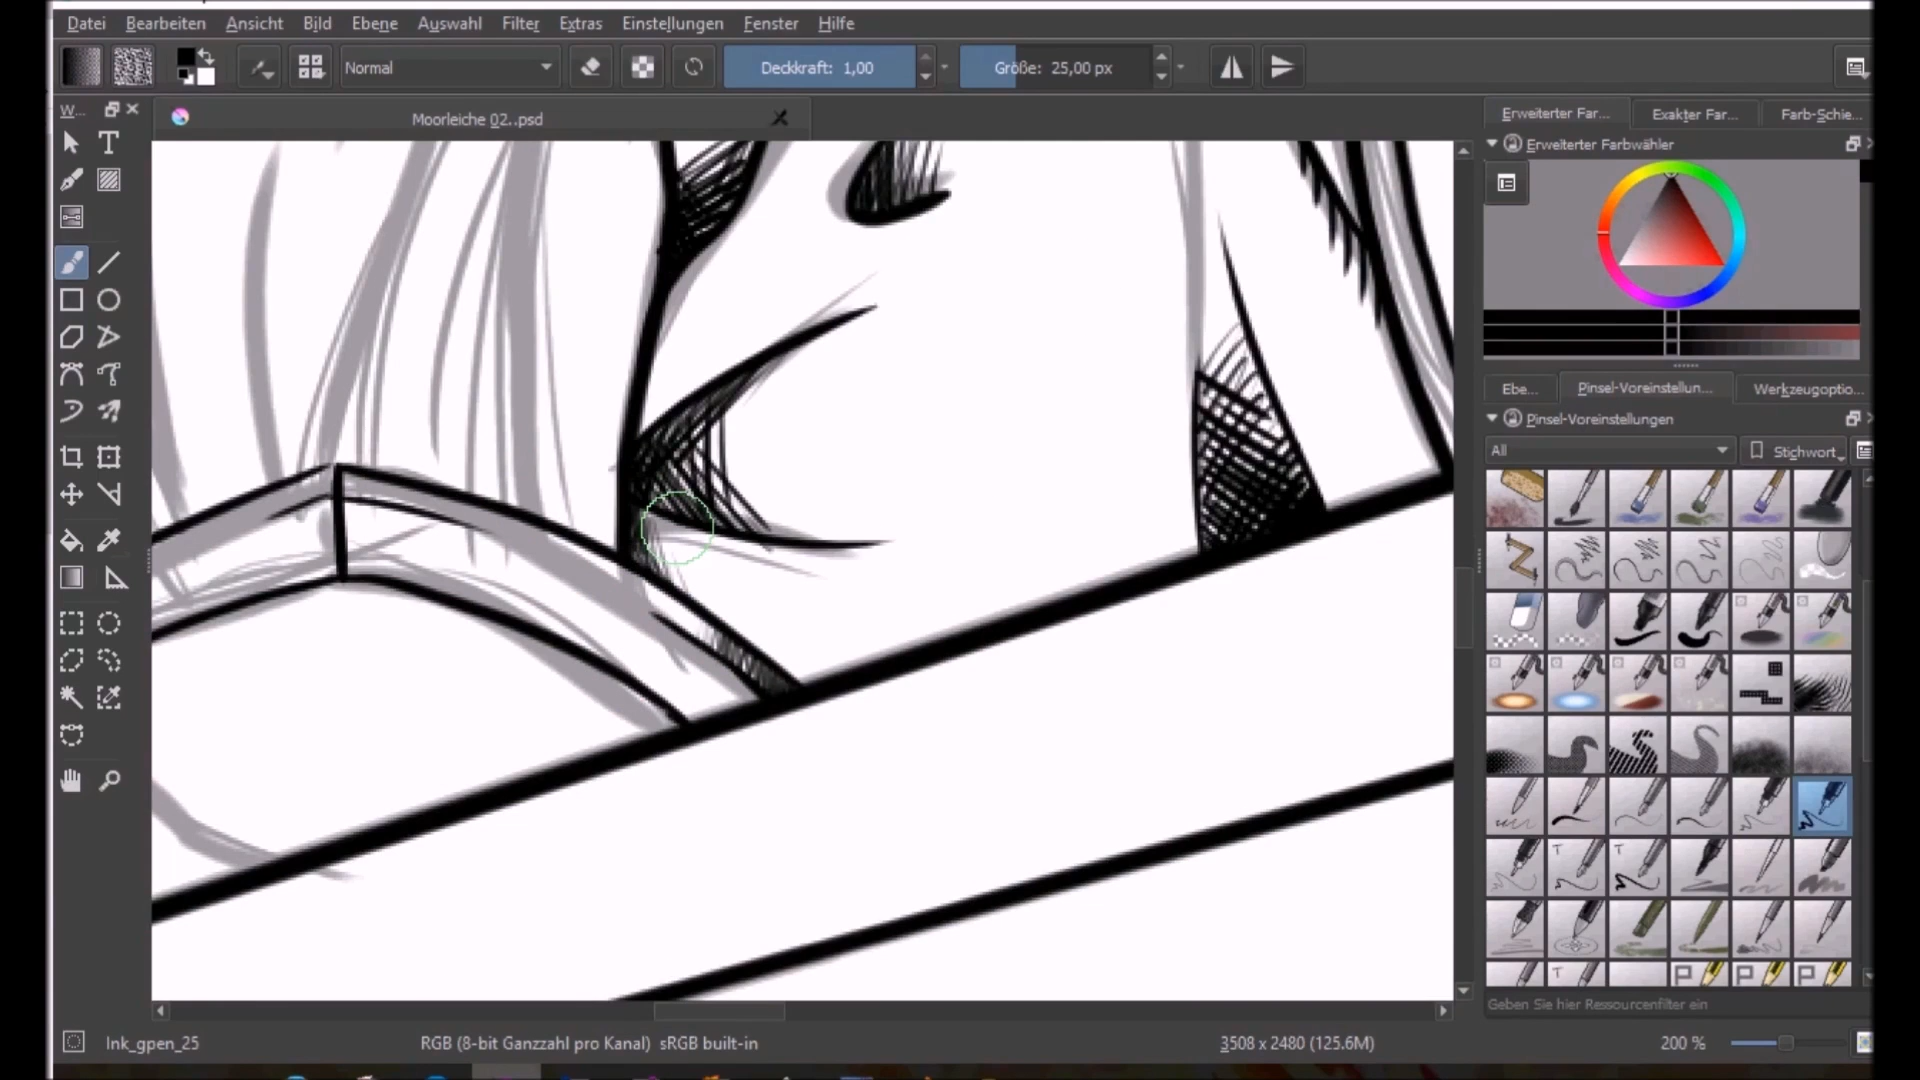 Datei Bearbeiten Ansicht Bild Ebene Auswahl Filter Extras Einstellungen Fenster Hilfe
Normal Deckkraft: 1,00 Größe: 25,00 px
W...
Moorleiche 02..psd
Erweiterter Far... Exakter Far... Farb-Schie...
Erweiterter Farbwähler
Ebe... Pinsel-Voreinstellun... Werkzeugoptio...
Pinsel-Voreinstellungen
All Stichwort
Geben Sie hier Ressourcenfilter ein
Ink_gpen_25 RGB (8-bit Ganzzahl pro Kanal) sRGB built-in 3508 x 2480 (125.6M) 200 %